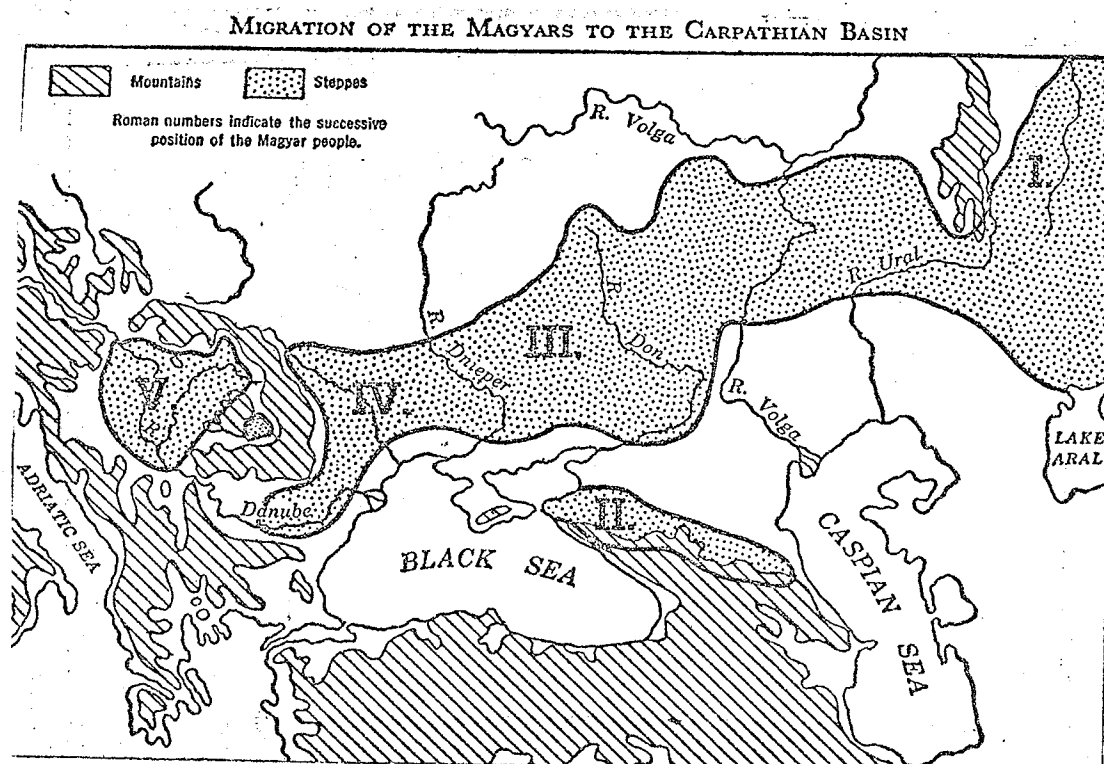 MIGRATION OF THE MAGYARS TO THE CARPATHIAN BASIN
Mountains
Steppes
Roman numbers indicate the successive
position of the Magyar people.
R. Volga
I.
R. Ural
R. Dnieper
III.
R. Don
IV.
V.
R.
R. Volga
LAKE
ARAL
ADRIATIC SEA
Danube
II.
BLACK SEA
CASPIAN SEA